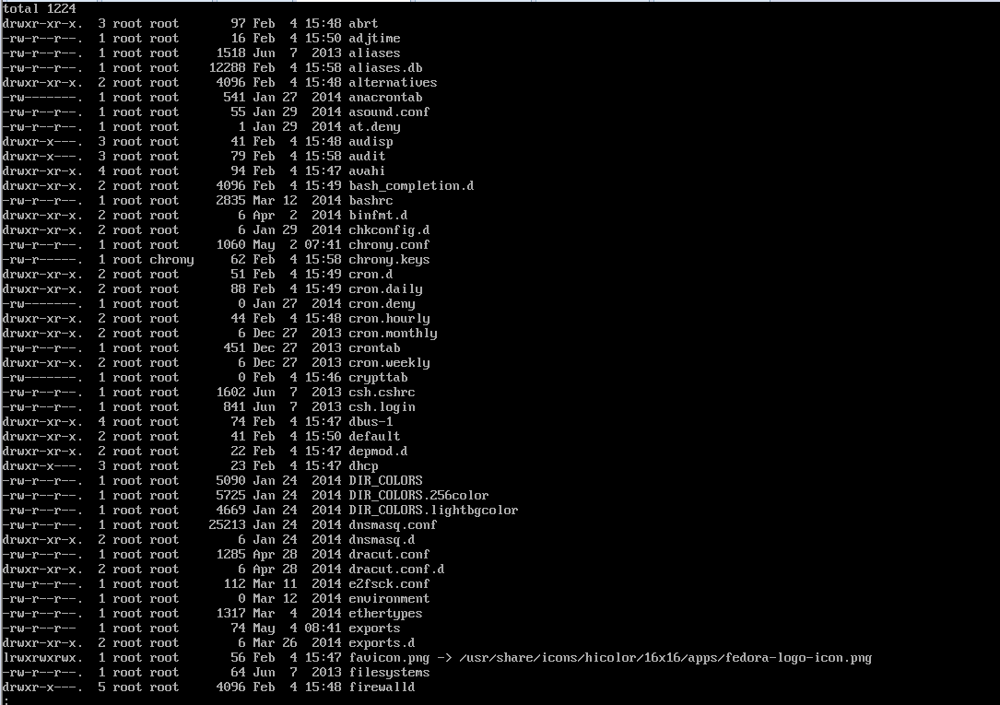 total 1224
drwxr-xr-x.  3 root root      97 Feb  4 15:48 abrt
-rw-r--r--.  1 root root      16 Feb  4 15:50 adjtime
-rw-r--r--.  1 root root    1518 Jun  7  2013 aliases
-rw-r--r--.  1 root root   12288 Feb  4 15:58 aliases.db
drwxr-xr-x.  2 root root    4096 Feb  4 15:48 alternatives
-rw-------.  1 root root     541 Jan 27  2014 anacrontab
-rw-r--r--.  1 root root      55 Jan 29  2014 asound.conf
-rw-r--r--.  1 root root       1 Jan 29  2014 at.deny
drwxr-x---.  3 root root      41 Feb  4 15:48 audisp
drwxr-x---.  3 root root      79 Feb  4 15:58 audit
drwxr-xr-x.  4 root root      94 Feb  4 15:47 avahi
drwxr-xr-x.  2 root root    4096 Feb  4 15:49 bash_completion.d
-rw-r--r--.  1 root root    2835 Mar 12  2014 bashrc
drwxr-xr-x.  2 root root       6 Apr  2  2014 binfmt.d
drwxr-xr-x.  2 root root       6 Jan 29  2014 chkconfig.d
-rw-r--r--.  1 root root    1060 May  2 07:41 chrony.conf
-rw-r-----.  1 root chrony    62 Feb  4 15:58 chrony.keys
drwxr-xr-x.  2 root root      51 Feb  4 15:49 cron.d
drwxr-xr-x.  2 root root      88 Feb  4 15:49 cron.daily
-rw-------.  1 root root       0 Jan 27  2014 cron.deny
drwxr-xr-x.  2 root root      44 Feb  4 15:48 cron.hourly
drwxr-xr-x.  2 root root       6 Dec 27  2013 cron.monthly
-rw-r--r--.  1 root root     451 Dec 27  2013 crontab
drwxr-xr-x.  2 root root       6 Dec 27  2013 cron.weekly
-rw-------.  1 root root       0 Feb  4 15:46 crypttab
-rw-r--r--.  1 root root    1602 Jun  7  2013 csh.cshrc
-rw-r--r--.  1 root root     841 Jun  7  2013 csh.login
drwxr-xr-x.  4 root root      74 Feb  4 15:47 dbus-1
drwxr-xr-x.  2 root root      41 Feb  4 15:50 default
drwxr-xr-x.  2 root root      22 Feb  4 15:47 depmod.d
drwxr-x---.  3 root root      23 Feb  4 15:47 dhcp
-rw-r--r--.  1 root root    5090 Jan 24  2014 DIR_COLORS
-rw-r--r--.  1 root root    5725 Jan 24  2014 DIR_COLORS.256color
-rw-r--r--.  1 root root    4669 Jan 24  2014 DIR_COLORS.lightbgcolor
-rw-r--r--.  1 root root   25213 Jan 24  2014 dnsmasq.conf
drwxr-xr-x.  2 root root       6 Jan 24  2014 dnsmasq.d
-rw-r--r--.  1 root root    1285 Apr 28  2014 dracut.conf
drwxr-xr-x.  2 root root       6 Apr 28  2014 dracut.conf.d
-rw-r--r--.  1 root root     112 Mar 11  2014 e2fsck.conf
-rw-r--r--.  1 root root       0 Mar 12  2014 environment
-rw-r--r--.  1 root root    1317 Mar  4  2014 ethertypes
-rw-r--r--   1 root root      74 May  4 08:41 exports
drwxr-xr-x.  2 root root       6 Mar 26  2014 exports.d
lrwxrwxrwx.  1 root root      56 Feb  4 15:47 favicon.png -> /usr/share/icons/hicolor/16x16/apps/fedora-logo-icon.png
-rw-r--r--.  1 root root      64 Jun  7  2013 filesystems
drwxr-x---.  5 root root    4096 Feb  4 15:48 firewalld
: